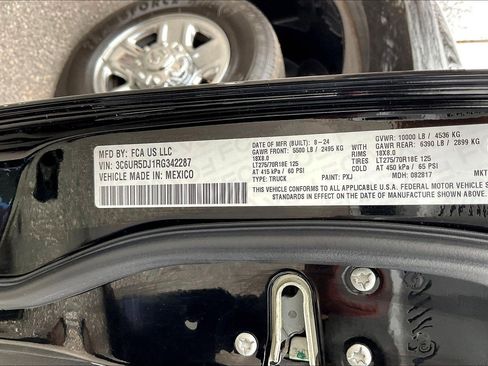 MFD BY: FCA US LLC
VIN: 3C6UR5DJ1RG342287
VEHICLE MADE IN: MEXICO
DATE OF MFR (BUILT): 8-24
GAWR FRONT: 5500 LB / 2495 KG
18X8.0
LT275/70R18E 125
AT 415 kPa / 60 PSI
TYPE: TRUCK
WITH
RIMS
TIRES
COLD
PAINT: PXJ
GVWR: 10000 LB / 4536 KG
GAWR REAR: 6390 LB / 2899 KG
18X8.0
LT275/70R18E 125
AT 450 kPa / 65 PSI
MDH: 082817
MKT
THIS VEHICLE CONFORMS TO ALL APPLICABLE U.S.A. FEDERAL MOTOR VEHICLE
STANDARDS IN EFFECT ON THE DATE OF MANUFACTURE SHOWN ABOVE.